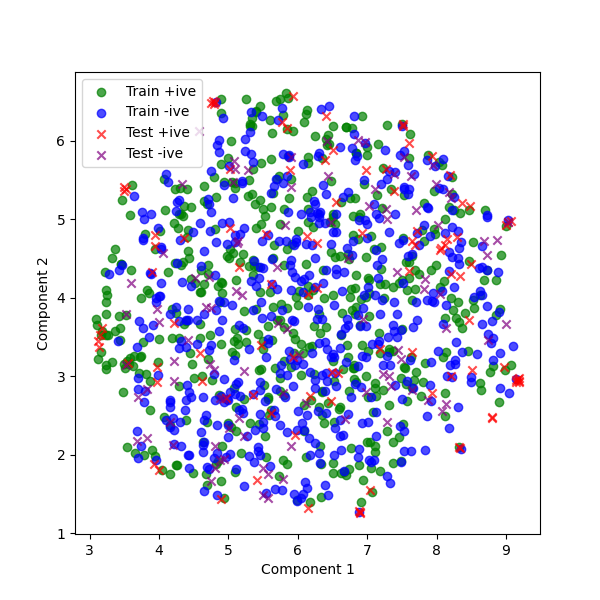 Train +ive
Train -ive
Test +ive
Test -ive
6
5
4
3
2
1
Component 2
3 4 5 6 7 8 9
Component 1